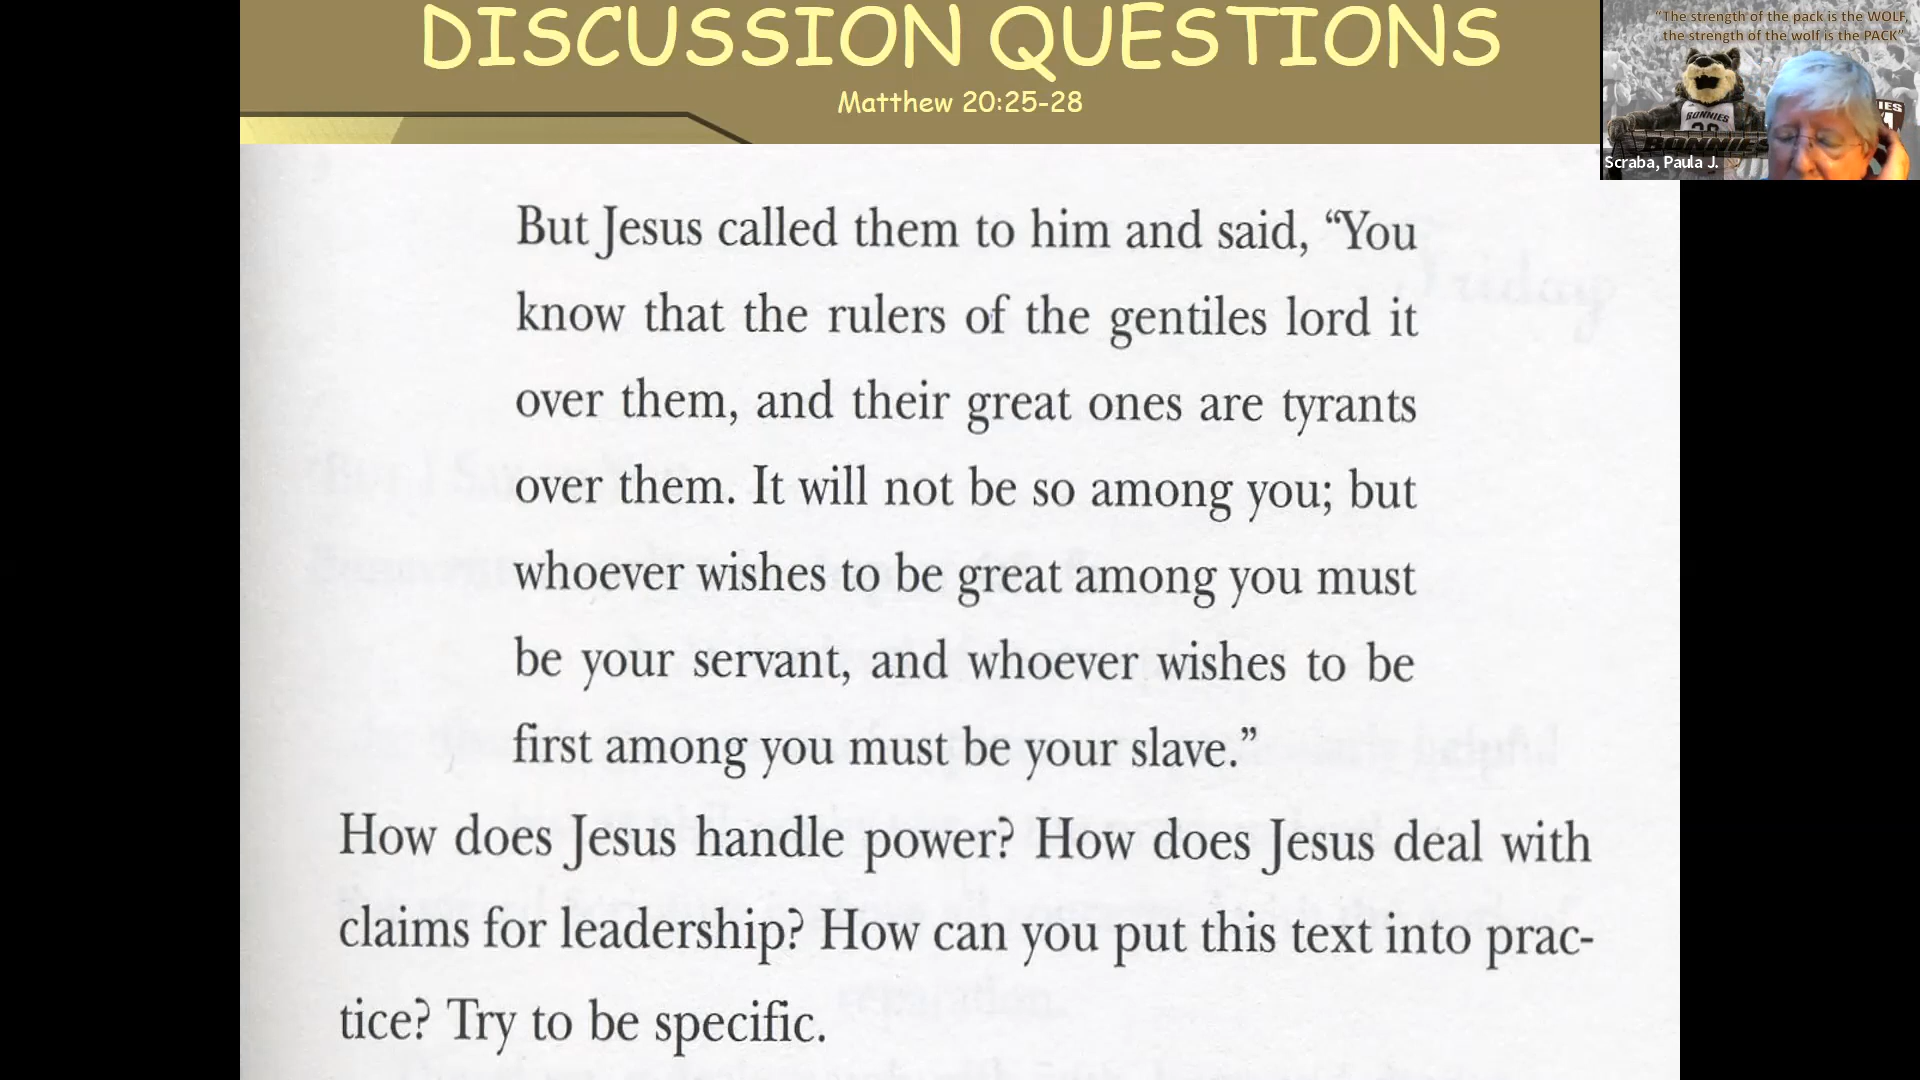 DISCUSSION QUESTIONS
Matthew 20:25-28
"The strength of the pack is the WOLF,
the strength of the wolf is the PACK"
BONNIES
IES
BONNIES
Scraba, Paula J.
But Jesus called them to him and said, “You
know that the rulers of the gentiles lord it
over them, and their great ones are tyrants
over them. It will not be so among you; but
whoever wishes to be great among you must
be your servant, and whoever wishes to be
first among you must be your slave.”
How does Jesus handle power? How does Jesus deal with
claims for leadership? How can you put this text into prac-
tice? Try to be specific.